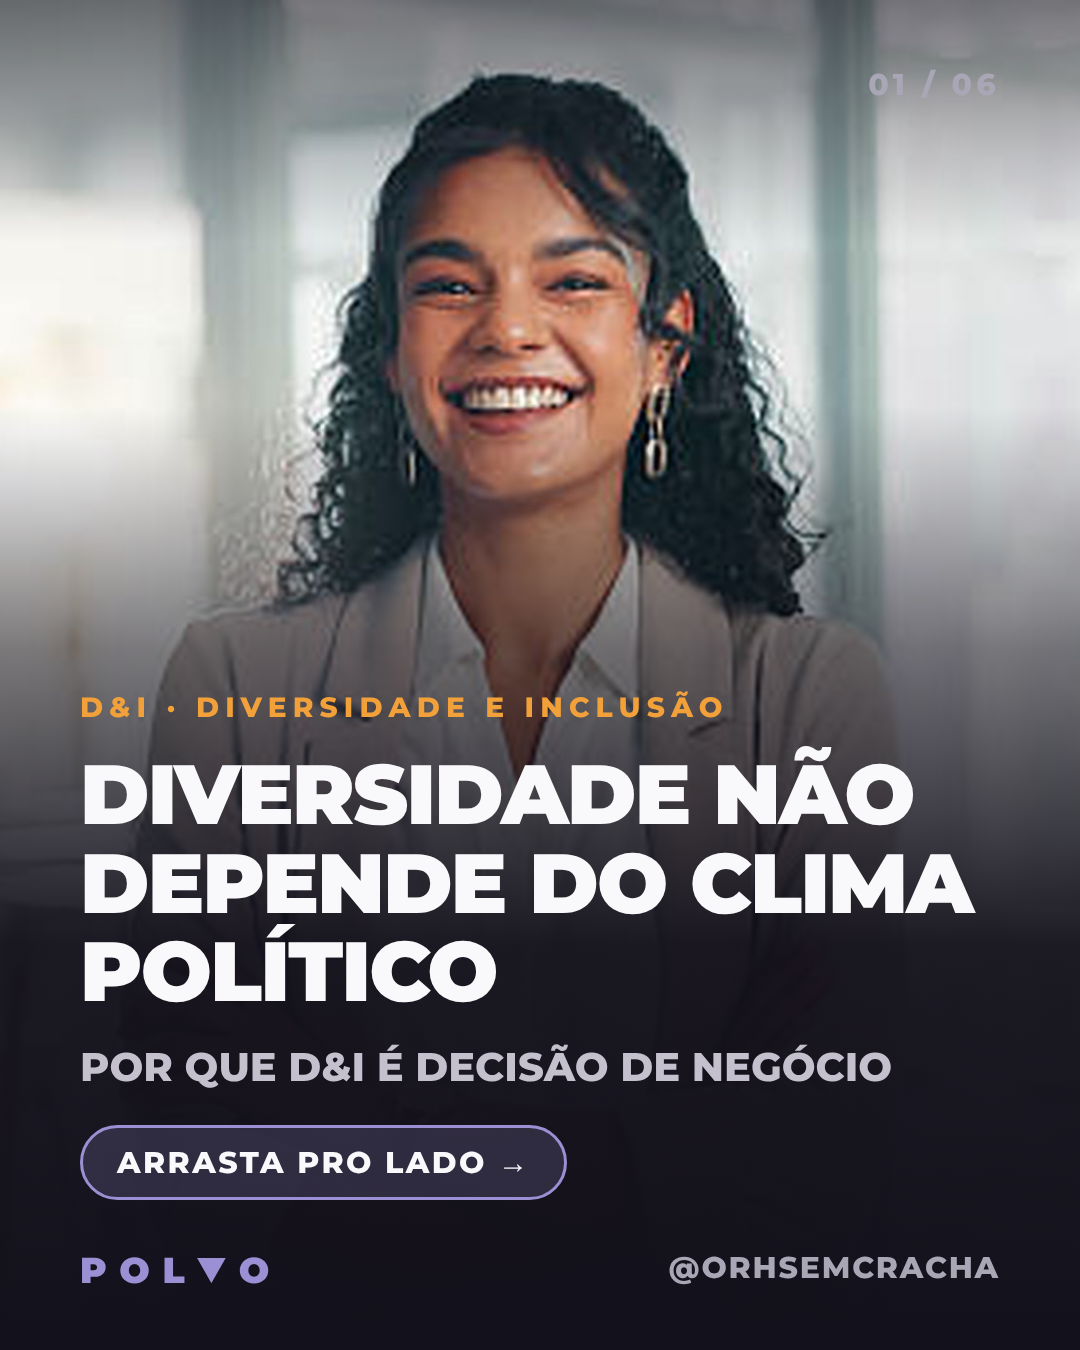 01 / 06
D&I · DIVERSIDADE E INCLUSÃO
DIVERSIDADE NÃO
DEPENDE DO CLIMA
POLÍTICO
POR QUE D&I É DECISÃO DE NEGÓCIO
ARRASTA PRO LADO →
POL▼O
@ORHSEMCRACHA